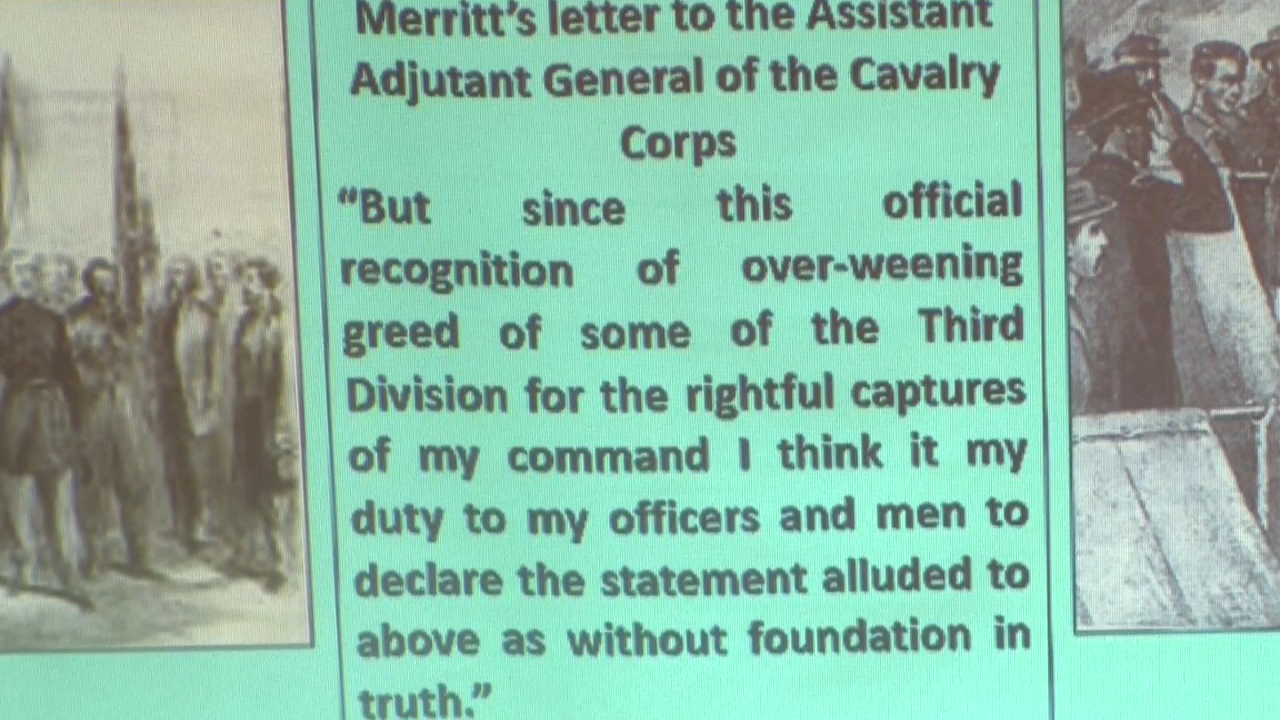 Merritt’s letter to the Assistant
Adjutant General of the Cavalry
Corps
“But since this official
recognition of over-weening
greed of some of the Third
Division for the rightful captures
of my command I think it my
duty to my officers and men to
declare the statement alluded to
above as without foundation in
truth.”